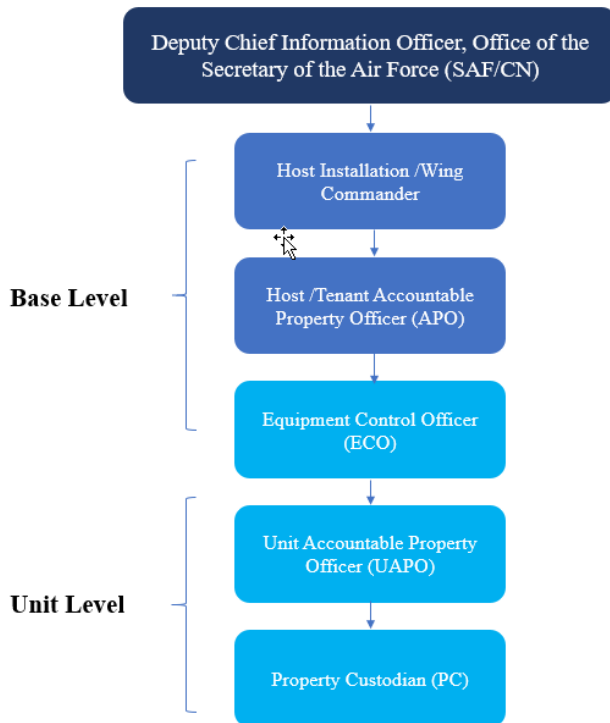 Deputy Chief Information Officer, Office of the
Secretary of the Air Force (SAF/CN)
Host Installation /Wing
Commander
Base Level
Host /Tenant Accountable
Property Officer (APO)
Equipment Control Officer
(ECO)
Unit Accountable Property
Officer (UAPO)
Unit Level
Property Custodian (PC)